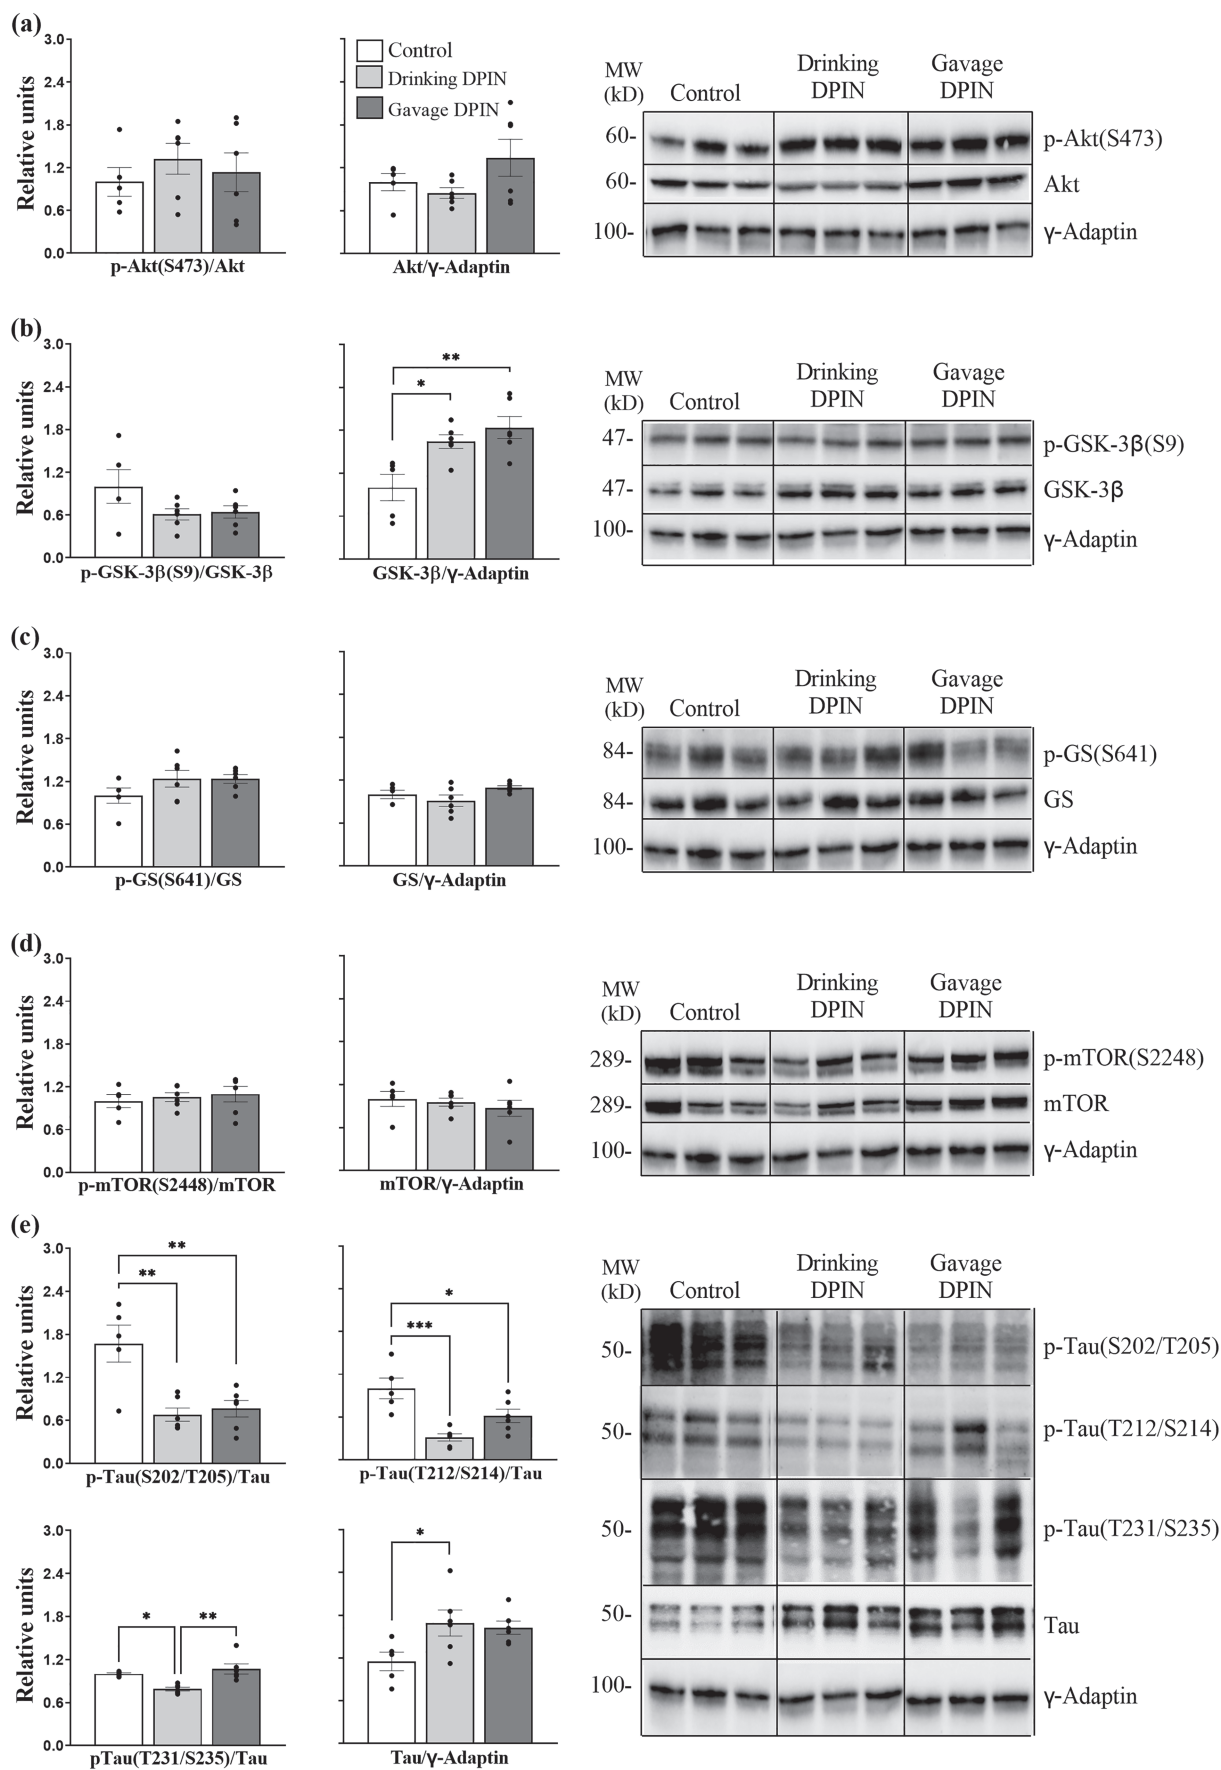 (a)
3.0
2.4
1.8
1.2
0.6
0.0
Relative units
p-Akt(S473)/Akt
Control
Drinking DPIN
Gavage DPIN
Akt/γ-Adaptin
MW
(kD)
Control
Drinking
DPIN
Gavage
DPIN
60-
p-Akt(S473)
60-
Akt
100-
γ-Adaptin
(b)
3.0
2.4
1.8
1.2
0.6
0.0
Relative units
p-GSK-3β(S9)/GSK-3β
*
**
GSK-3β/γ-Adaptin
MW
(kD)
Control
Drinking
DPIN
Gavage
DPIN
47-
p-GSK-3β(S9)
47-
GSK-3β
100-
γ-Adaptin
(c)
3.0
2.4
1.8
1.2
0.6
0.0
Relative units
p-GS(S641)/GS
GS/γ-Adaptin
MW
(kD)
Control
Drinking
DPIN
Gavage
DPIN
84-
p-GS(S641)
84-
GS
100-
γ-Adaptin
(d)
3.0
2.4
1.8
1.2
0.6
0.0
Relative units
p-mTOR(S2448)/mTOR
mTOR/γ-Adaptin
MW
(kD)
Control
Drinking
DPIN
Gavage
DPIN
289-
p-mTOR(S2248)
289-
mTOR
100-
γ-Adaptin
(e)
3.0
2.4
1.8
1.2
0.6
0.0
Relative units
**
**
p-Tau(S202/T205)/Tau
*
***
p-Tau(T212/S214)/Tau
3.0
2.4
1.8
1.2
0.6
0.0
Relative units
*
**
pTau(T231/S235)/Tau
*
Tau/γ-Adaptin
MW
(kD)
Control
Drinking
DPIN
Gavage
DPIN
50-
p-Tau(S202/T205)
50-
p-Tau(T212/S214)
50-
p-Tau(T231/S235)
50-
Tau
100-
γ-Adaptin